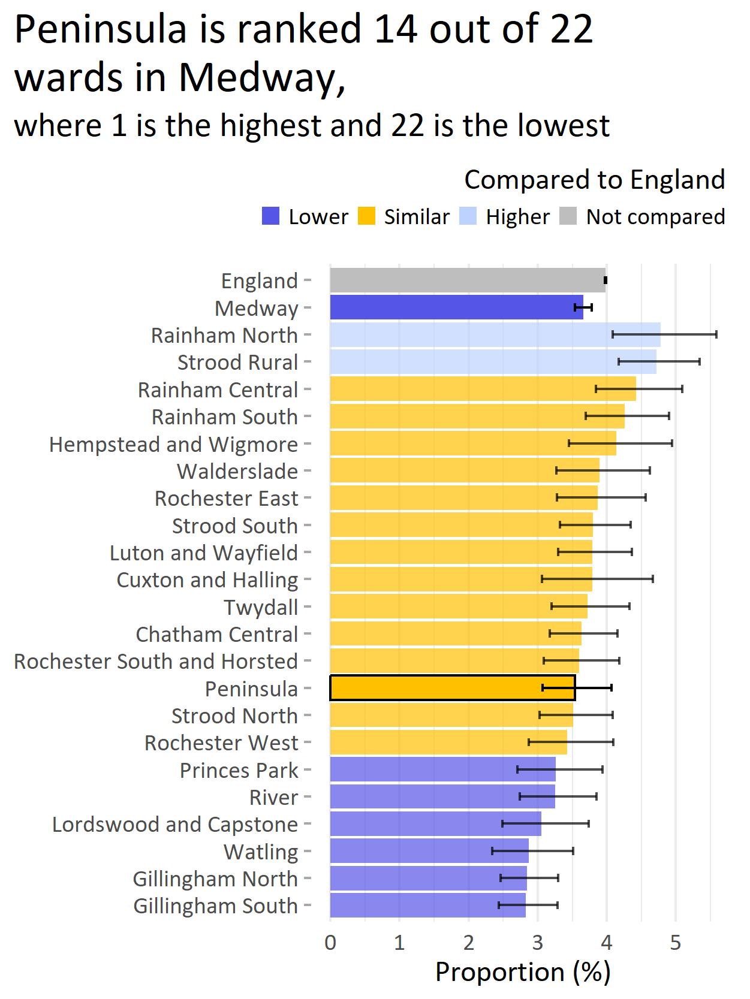 Peninsula is ranked 14 out of 22
wards in Medway,
where 1 is the highest and 22 is the lowest
Compared to England
Lower Similar Higher Not compared
England
Medway
Rainham North
Strood Rural
Rainham Central
Rainham South
Hempstead and Wigmore
Walderslade
Rochester East
Strood South
Luton and Wayfield
Cuxton and Halling
Twydall
Chatham Central
Rochester South and Horsted
Peninsula
Strood North
Rochester West
Princes Park
River
Lordswood and Capstone
Watling
Gillingham North
Gillingham South
0 1 2 3 4 5
Proportion (%)